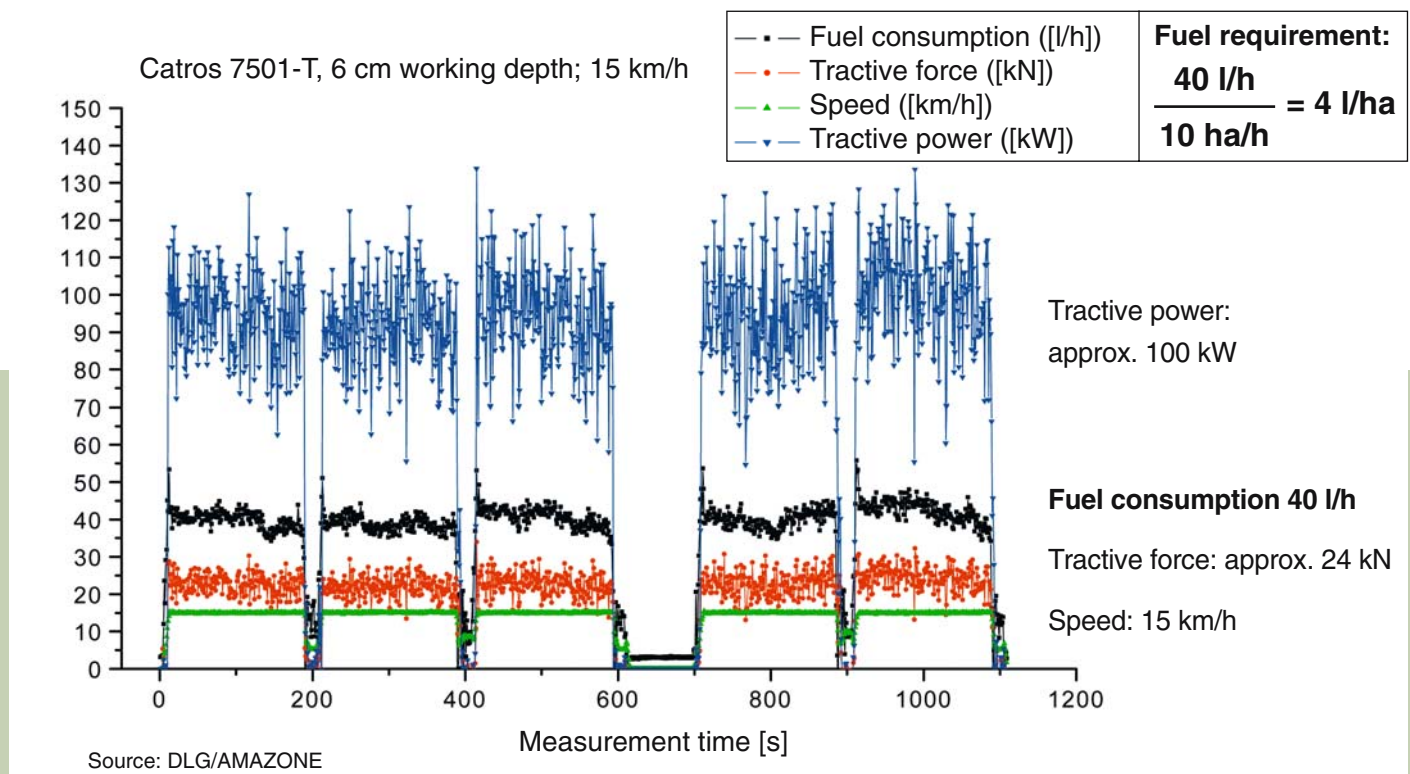 Catros 7501-T, 6 cm working depth; 15 km/h
Fuel consumption ([l/h])
Tractive force ([kN])
Speed ([km/h])
Tractive power ([kW])
Fuel requirement:
40 l/h
10 ha/h
= 4 l/ha
150
140
130
120
110
100
90
80
70
60
50
40
30
20
10
0
Tractive power:
approx. 100 kW
Fuel consumption 40 l/h
Tractive force: approx. 24 kN
Speed: 15 km/h
0 200 400 600 800 1000 1200
Measurement time [s]
Source: DLG/AMAZONE